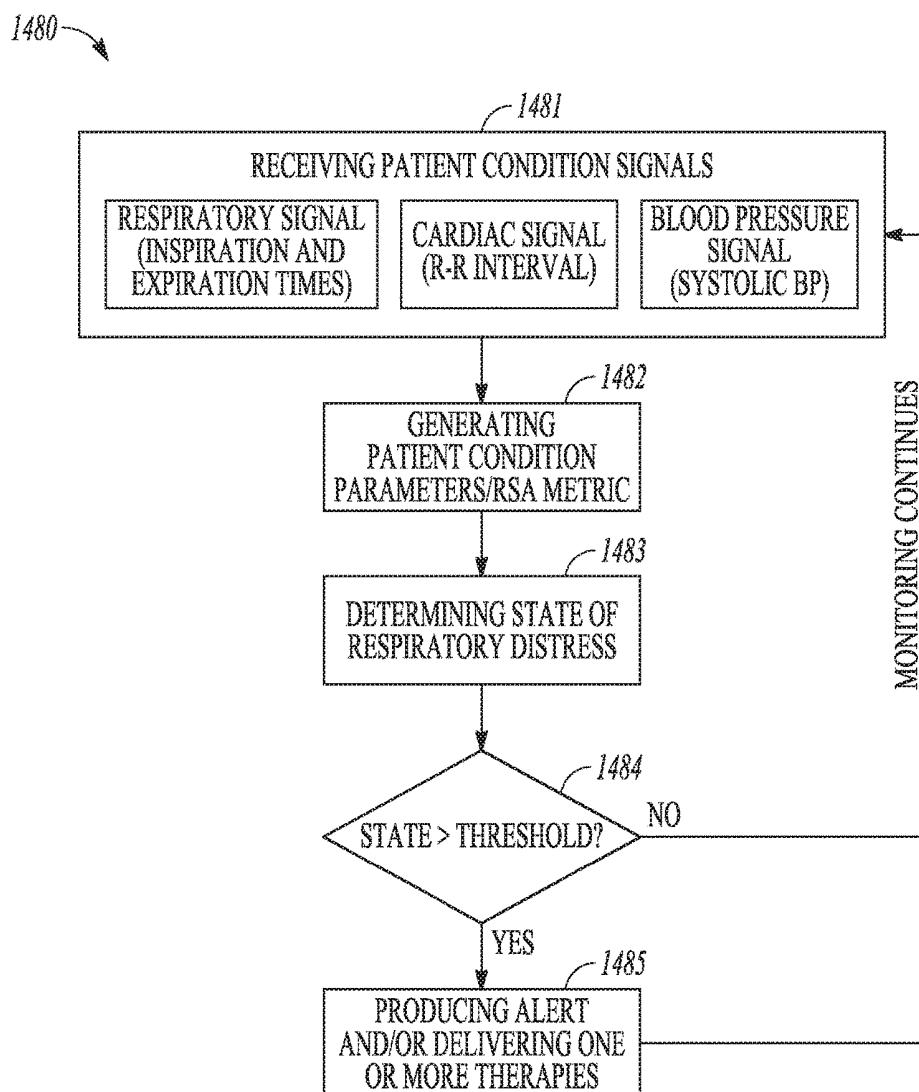 1480
1481
RECEIVING PATIENT CONDITION SIGNALS
RESPIRATORY SIGNAL
(INSPIRATION AND
EXPIRATION TIMES)
CARDIAC SIGNAL
(R-R INTERVAL)
BLOOD PRESSURE
SIGNAL
(SYSTOLIC BP)
1482
GENERATING
PATIENT CONDITION
PARAMETERS/RSA METRIC
MONITORING CONTINUES
1483
DETERMINING STATE OF
RESPIRATORY DISTRESS
1484
STATE > THRESHOLD?
NO
YES
1485
PRODUCING ALERT
AND/OR DELIVERING ONE
OR MORE THERAPIES